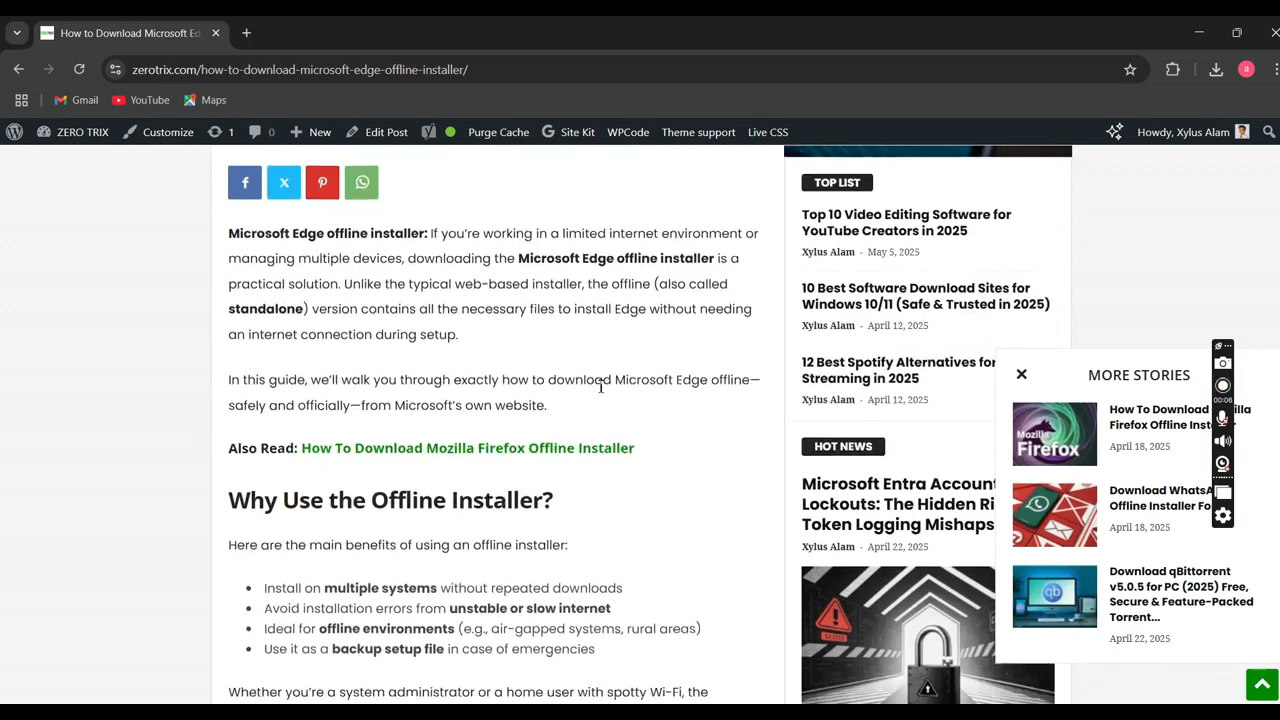 How to Download Microsoft Ed
zerotrix.com/how-to-download-microsoft-edge-offline-installer/
a
Gmail
YouTube
Maps
ZERO TRIX
Customize
1
0
New
Edit Post
Purge Cache
Site Kit
WPCode
Theme support
Live CSS
Howdy, Xylus Alam
Microsoft Edge offline installer: If you’re working in a limited internet environment or
managing multiple devices, downloading the Microsoft Edge offline installer is a
practical solution. Unlike the typical web-based installer, the offline (also called
standalone) version contains all the necessary files to install Edge without needing
an internet connection during setup.
In this guide, we’ll walk you through exactly how to download Microsoft Edge offline—
safely and officially—from Microsoft’s own website.
Also Read: How To Download Mozilla Firefox Offline Installer
Why Use the Offline Installer?
Here are the main benefits of using an offline installer:
Install on multiple systems without repeated downloads
Avoid installation errors from unstable or slow internet
Ideal for offline environments (e.g., air-gapped systems, rural areas)
Use it as a backup setup file in case of emergencies
Whether you’re a system administrator or a home user with spotty Wi-Fi, the
TOP LIST
Top 10 Video Editing Software for
YouTube Creators in 2025
Xylus Alam - May 5, 2025
10 Best Software Download Sites for
Windows 10/11 (Safe & Trusted in 2025)
Xylus Alam - April 12, 2025
12 Best Spotify Alternatives for
Streaming in 2025
Xylus Alam - April 12, 2025
HOT NEWS
Microsoft Entra Account
Lockouts: The Hidden Ri
Token Logging Mishaps
Xylus Alam - April 22, 2025
MORE STORIES
mozilla
Firefox
How To Download
Firefox Offline
April 18, 2025
Download
Offline Installer
April 18, 2025
qb
Download qBittorrent
v5.0.5 for PC (2025) Free,
Secure & Feature-Packed
Torrent...
April 22, 2025
00:06